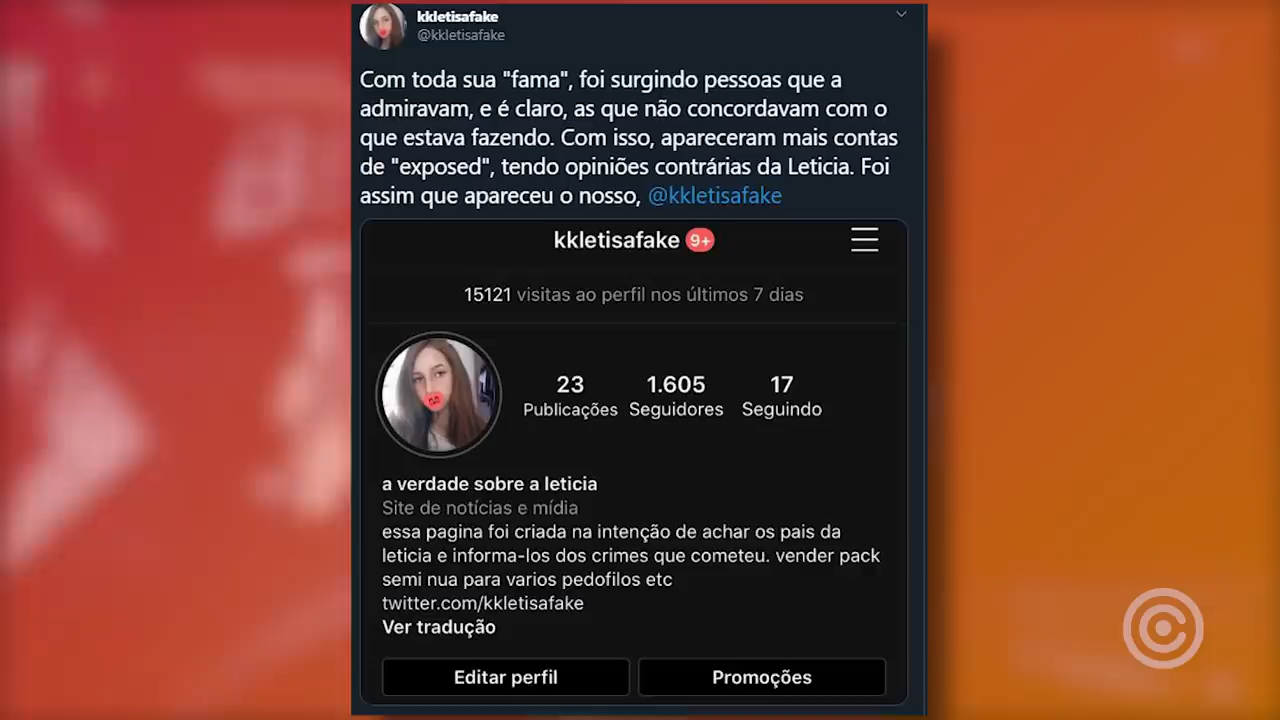 kkletisafake
@kkletisafake
Com toda sua "fama", foi surgindo pessoas que a
admiravam, e é claro, as que não concordavam com o
que estava fazendo. Com isso, apareceram mais contas
de "exposed", tendo opiniões contrárias da Leticia. Foi
assim que apareceu o nosso, @kkletisafake
kkletisafake 9+
15121 visitas ao perfil nos últimos 7 dias
23 1.605 17
Publicações Seguidores Seguindo
a verdade sobre a leticia
Site de notícias e mídia
essa pagina foi criada na intenção de achar os pais da
leticia e informa-los dos crimes que cometeu. vender pack
semi nua para varios pedofilos etc
twitter.com/kkletisafake
Ver tradução
Editar perfil Promoções